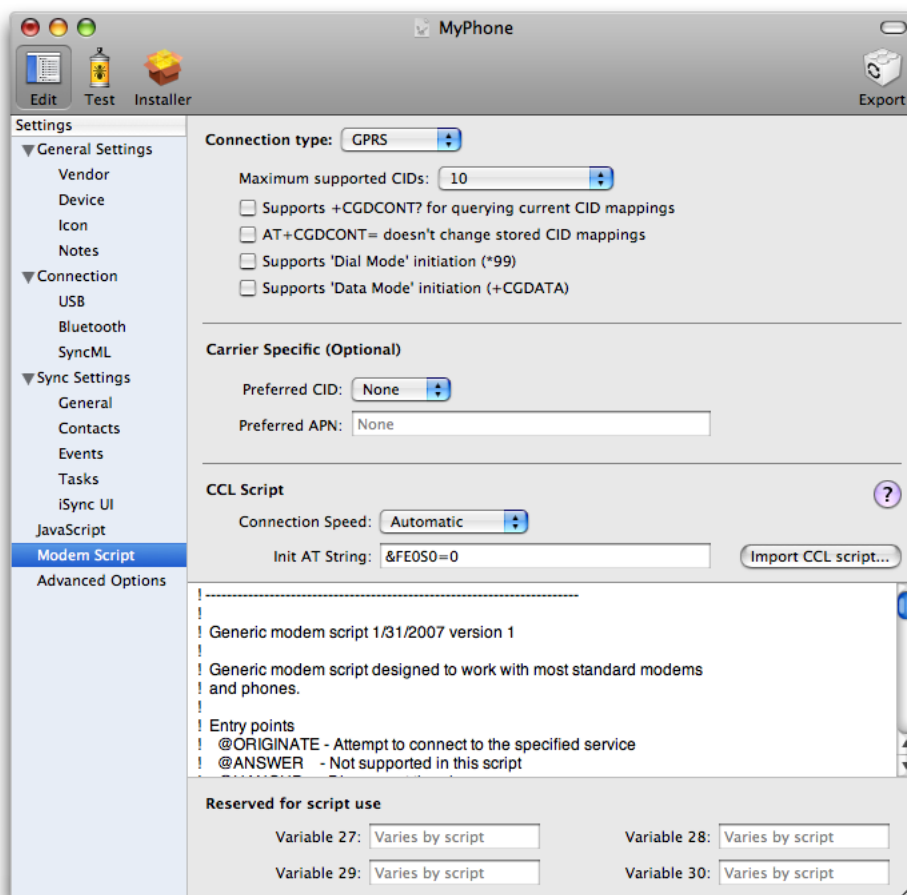 MyPhone
Edit Test Installer Export
Settings
General Settings
Vendor
Device
Icon
Notes
Connection
USB
Bluetooth
SyncML
Sync Settings
General
Contacts
Events
Tasks
iSync UI
JavaScript
Modem Script
Advanced Options
Connection type: GPRS
Maximum supported CIDs: 10
Supports +CGDCONT? for querying current CID mappings
AT+CGDCONT= doesn't change stored CID mappings
Supports 'Dial Mode' initiation (*99)
Supports 'Data Mode' initiation (+CGDATA)
Carrier Specific (Optional)
Preferred CID: None
Preferred APN: None
CCL Script
?
Connection Speed: Automatic
Init AT String: &FE0S0=0 Import CCL script...
!--------------------------------------------------------------------------
!
! Generic modem script 1/31/2007 version 1
!
! Generic modem script designed to work with most standard modems
! and phones.
!
! Entry points
! @ORIGINATE - Attempt to connect to the specified service
! @ANSWER - Not supported in this script
Reserved for script use
Variable 27: Varies by script Variable 28: Varies by script
Variable 29: Varies by script Variable 30: Varies by script